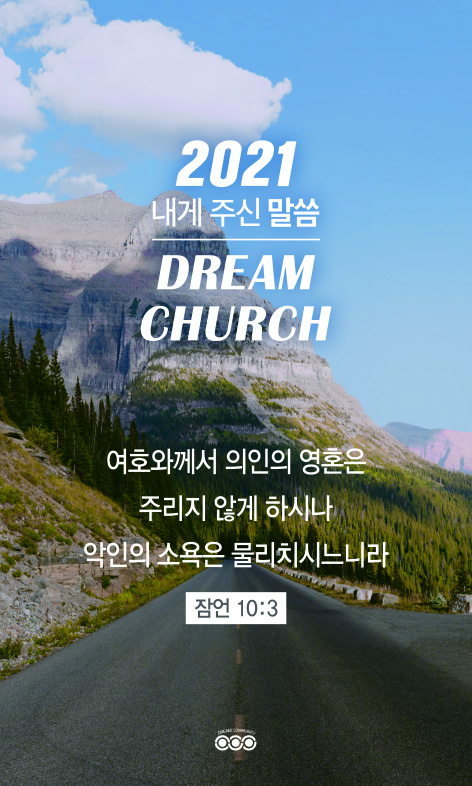 2021
내게 주신 말씀
DREAM
CHURCH
여호와께서 의인의 영혼은
주리지 않게 하시나
악인의 소욕은 물리치시느니라
잠언 10:3
DREAM COMMUNITY